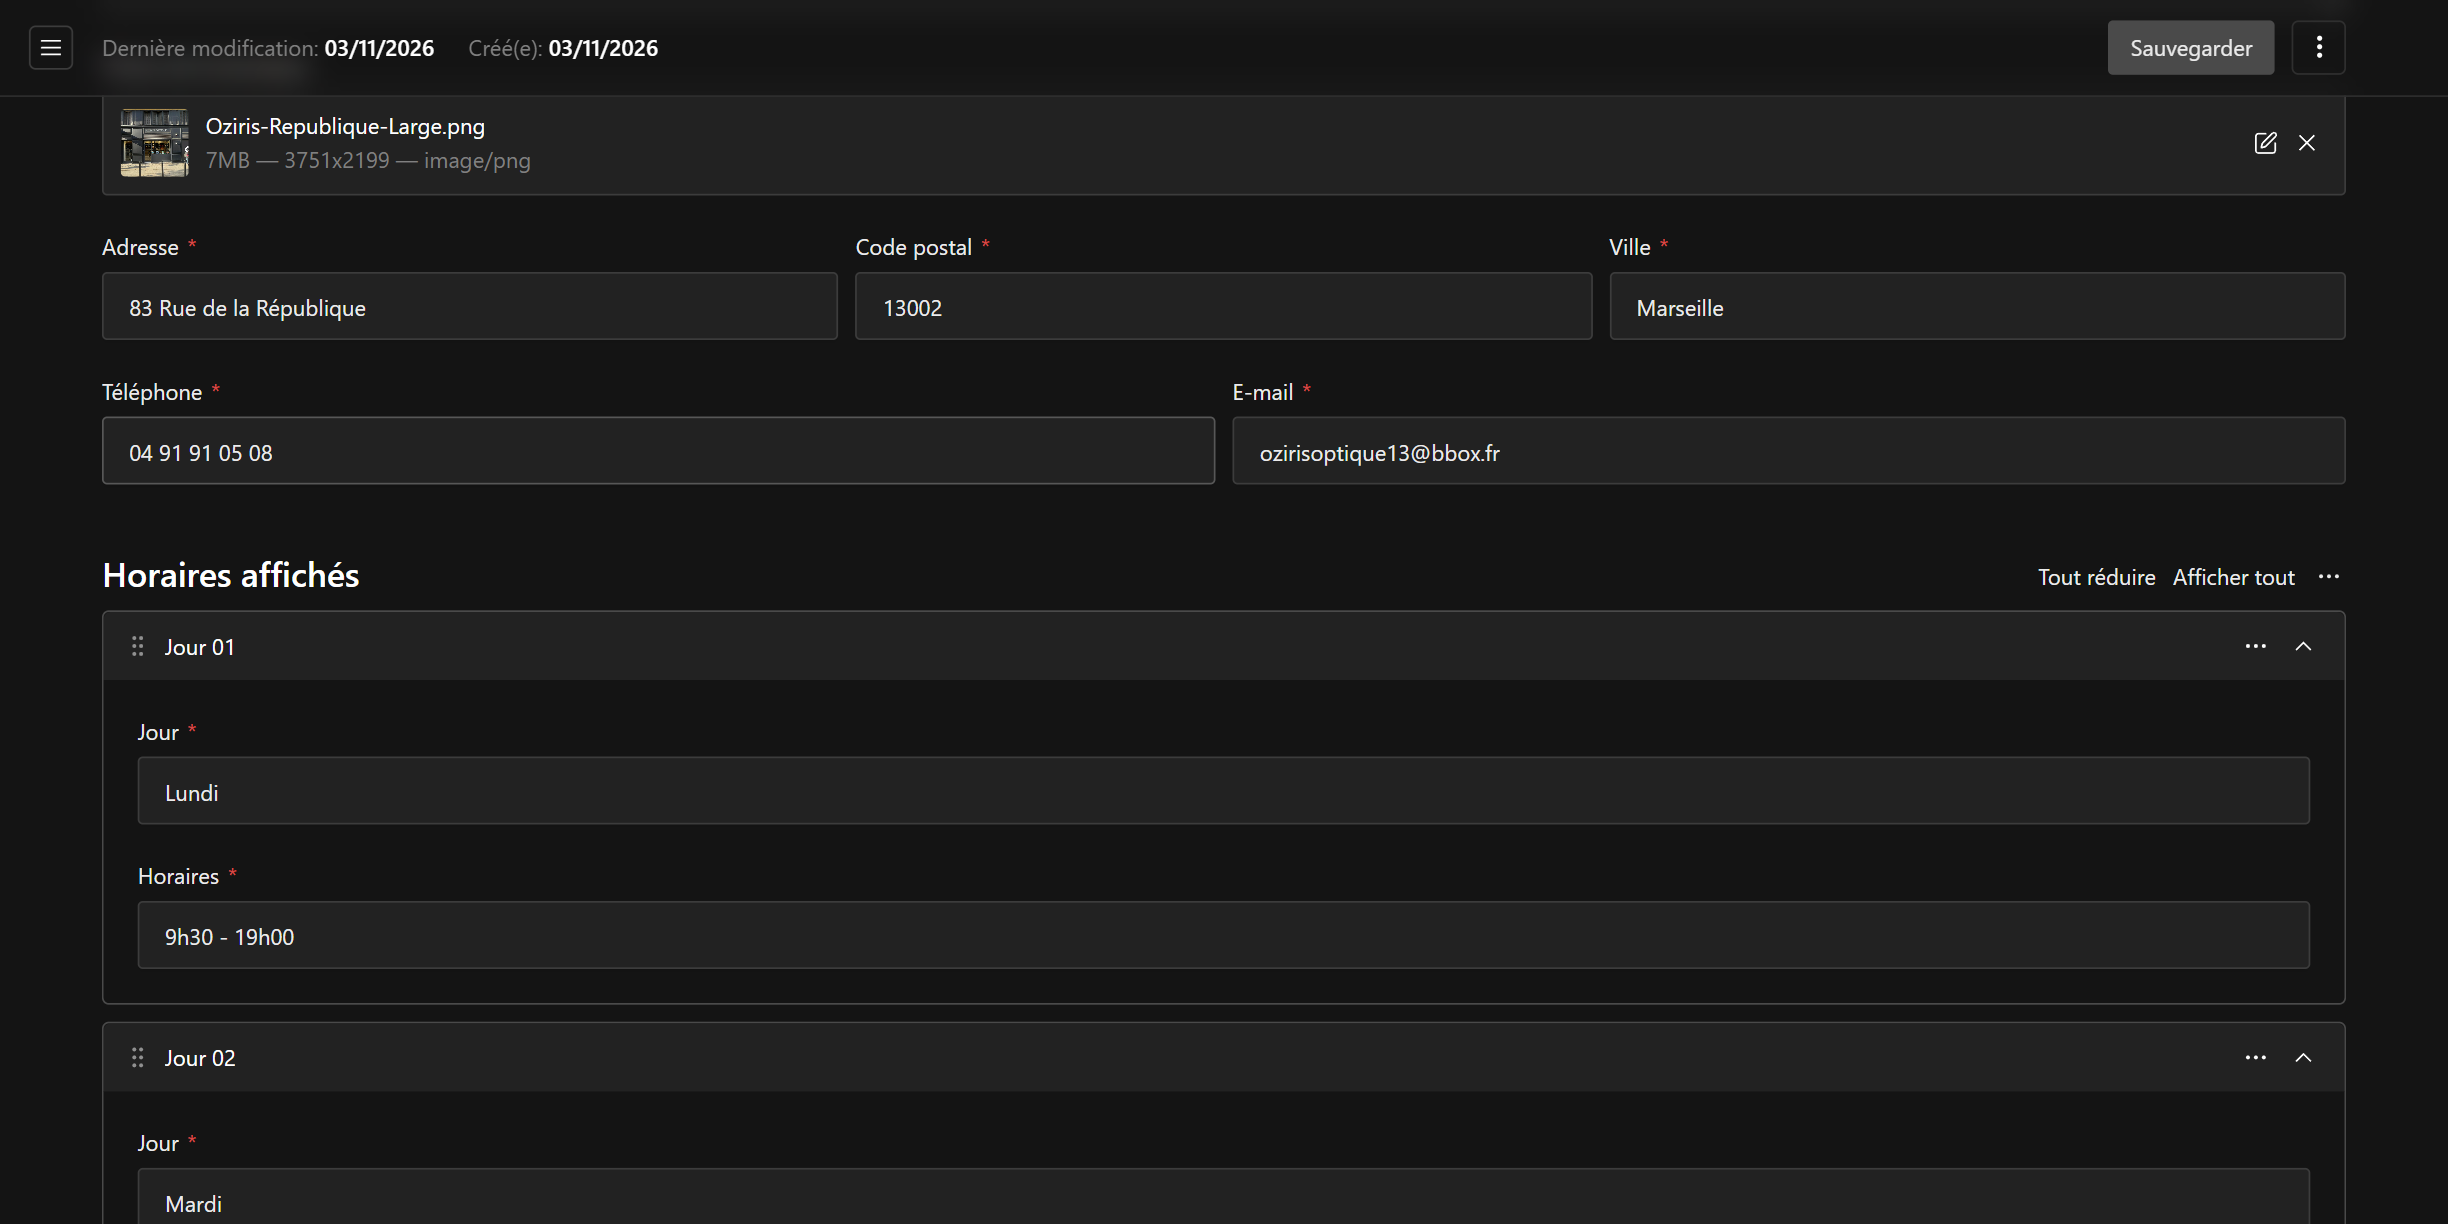 Dernière modification: 03/11/2026 Créé(e): 03/11/2026 Sauvegarder
Oziris-Republique-Large.png
7MB — 3751x2199 — image/png
Adresse * Code postal * Ville *
83 Rue de la République 13002 Marseille
Téléphone * E-mail *
04 91 91 05 08 ozirisoptique13@bbox.fr
Horaires affichés Tout réduire Afficher tout
Jour 01
Jour *
Lundi
Horaires *
9h30 - 19h00
Jour 02
Jour *
Mardi